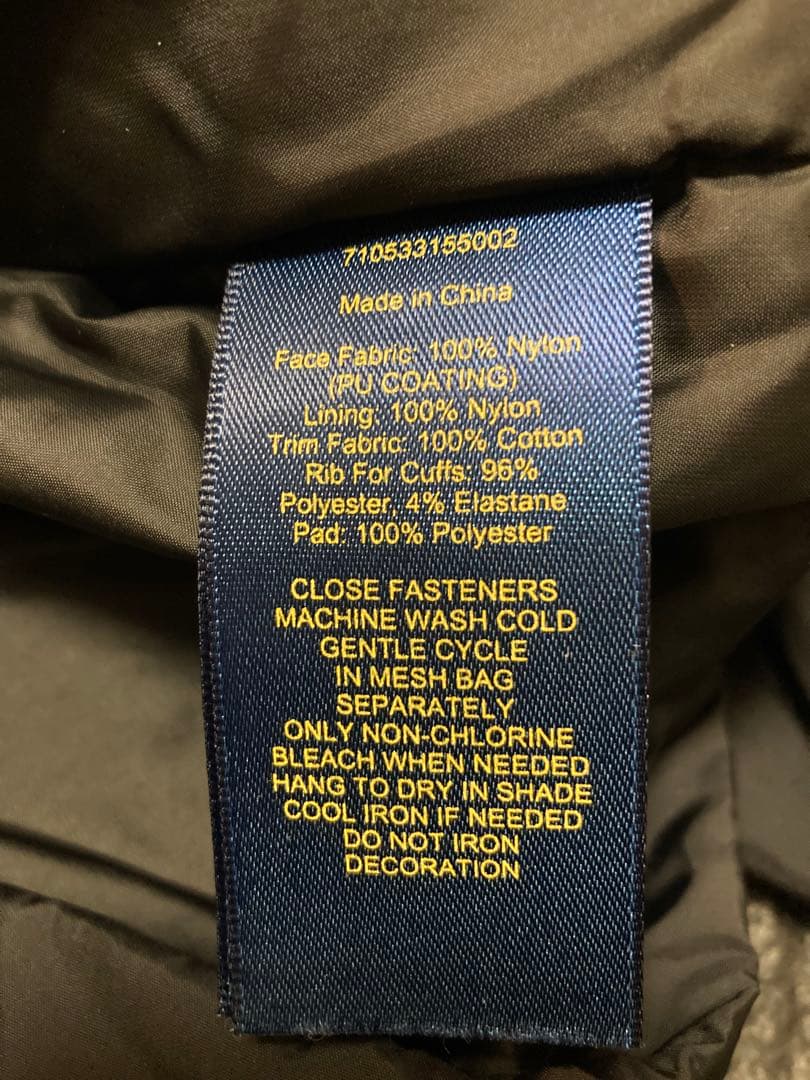 710533155002
Made in China
Face Fabric: 100% Nylon
(PU COATING)
Lining: 100% Nylon
Trim Fabric: 100% Cotton
Rib For Cuffs: 96%
Polyester, 4% Elastane
Pad: 100% Polyester
CLOSE FASTENERS
MACHINE WASH COLD
GENTLE CYCLE
IN MESH BAG
SEPARATELY
ONLY NON-CHLORINE
BLEACH WHEN NEEDED
HANG TO DRY IN SHADE
COOL IRON IF NEEDED
DO NOT IRON
DECORATION